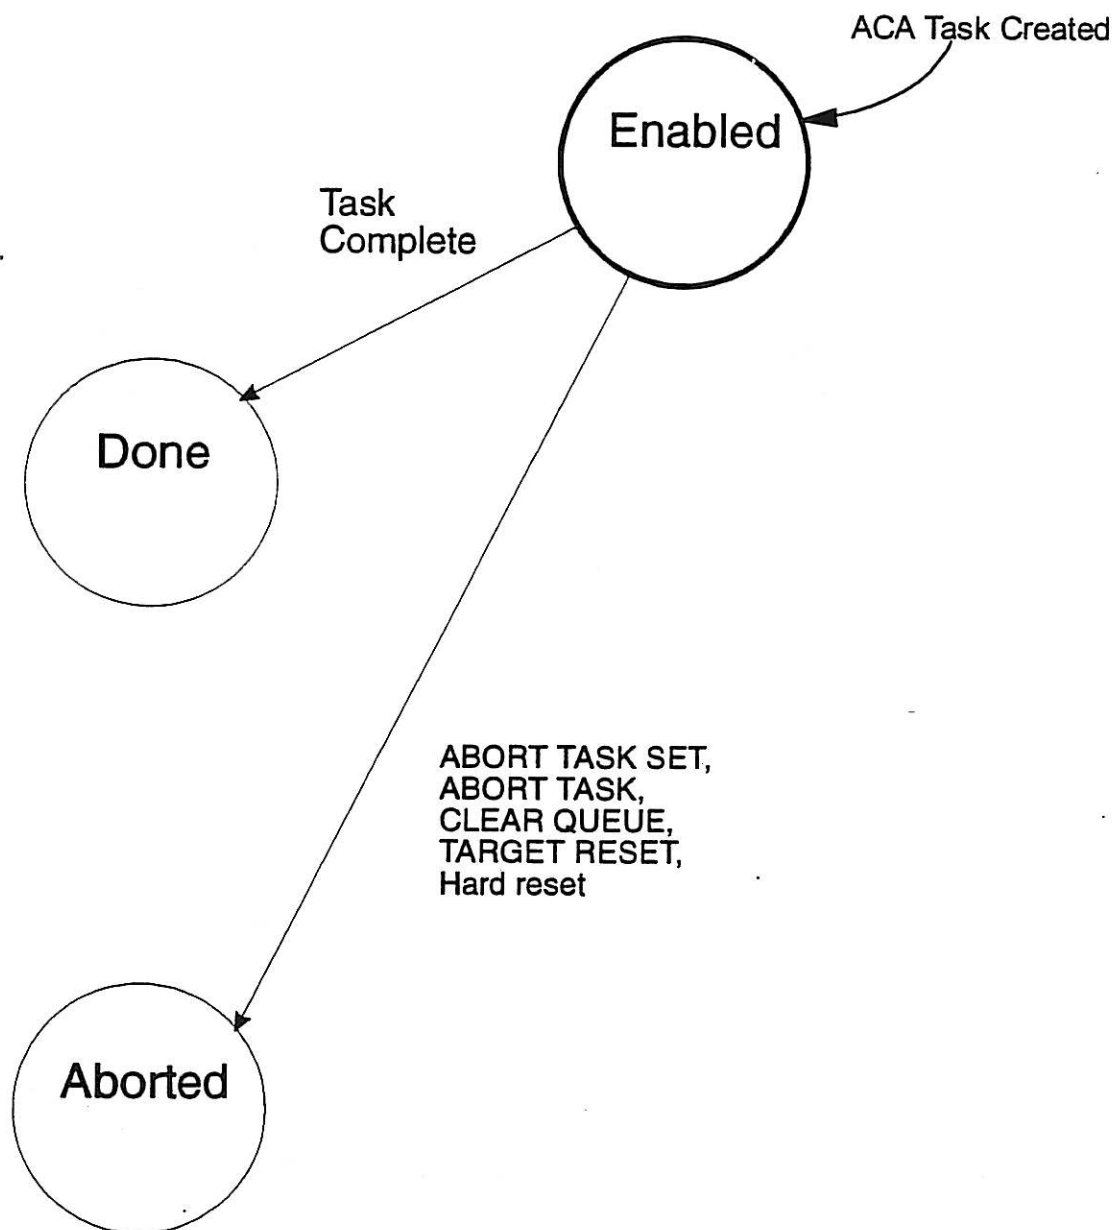 ACA Task Created
Enabled
Task
Complete
Done
ABORT TASK SET,
ABORT TASK,
CLEAR QUEUE,
TARGET RESET,
Hard reset
Aborted